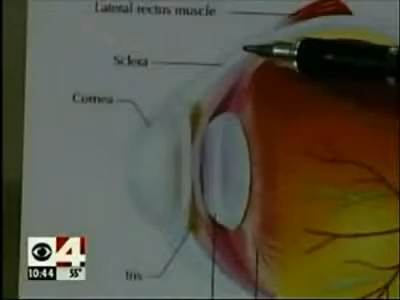 Lateral rectus muscle
Sclera
Cornea
Iris
4
10:44 55°